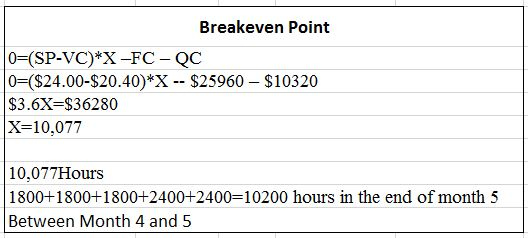 Breakeven Point
0=(SP-VC)*X –FC – QC
0=($24.00-$20.40)*X -- $25960 – $10320
$3.6X=$36280
X=10,077
10,077Hours
1800+1800+1800+2400+2400=10200 hours in the end of month 5
Between Month 4 and 5